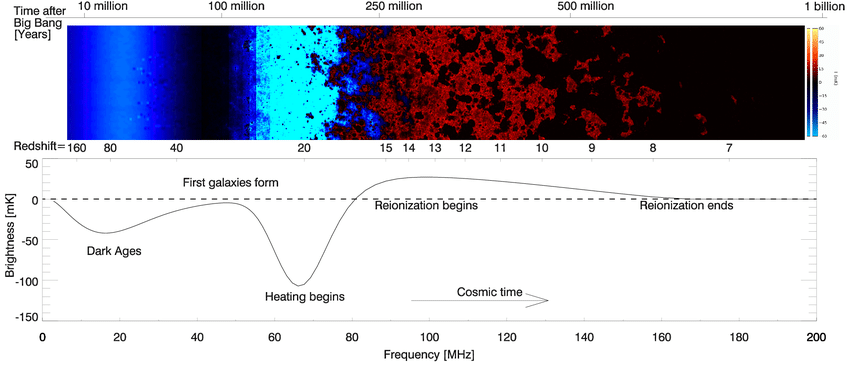 Time after Big Bang [Years]
10 million 100 million 250 million 500 million 1 billion
Redshift= 160 80 40 20 15 14 13 12 11 10 9 8 7
50
0
-50
-100
-150
Brightness [mK]
First galaxies form
Reionization begins
Reionization ends
Dark Ages
Heating begins
Cosmic time
0 20 40 60 80 100 120 140 160 180 200
Frequency [MHz]